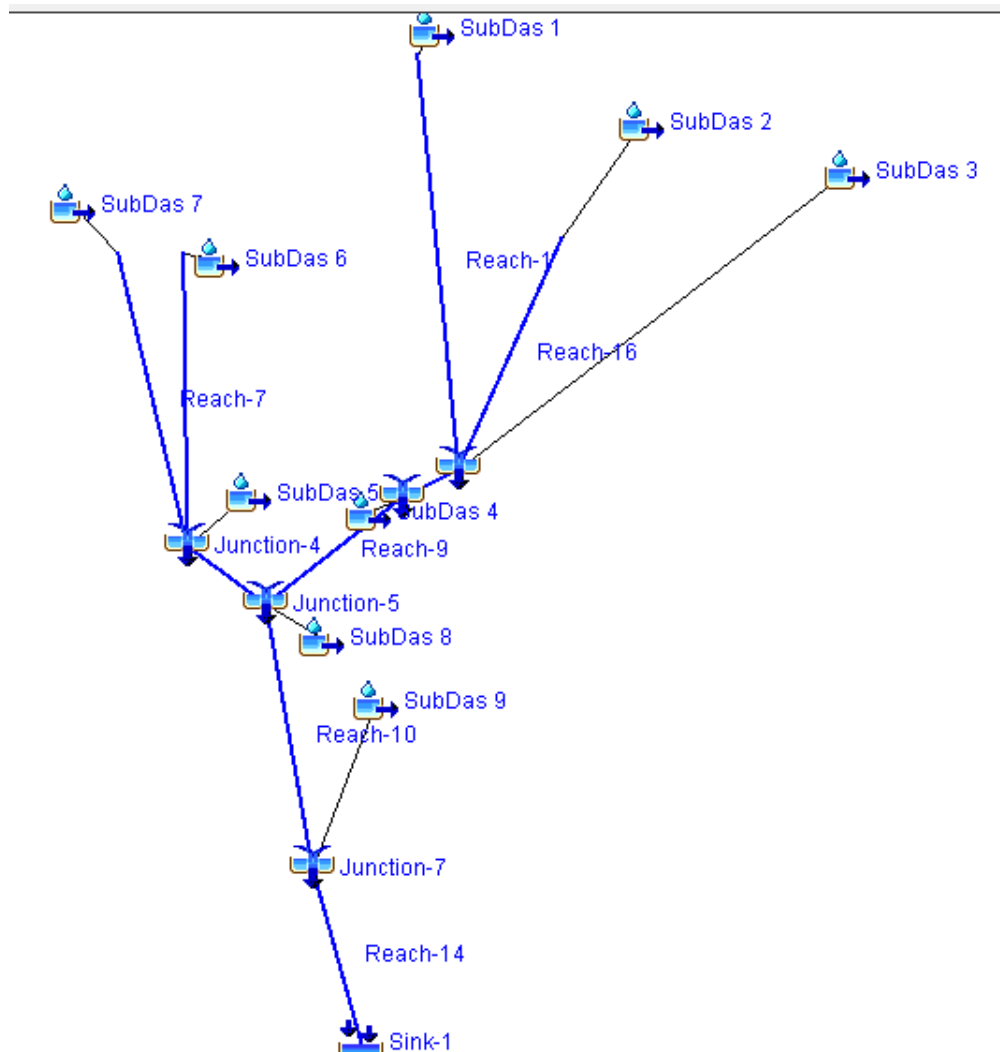 SubDas 1
SubDas 2
SubDas 3
SubDas 7
SubDas 6
Reach-1
Reach-16
Reach-7
SubDas 5
SubDas 4
Junction-4
Reach-9
Junction-5
SubDas 8
SubDas 9
Reach-10
Junction-7
Reach-14
Sink-1